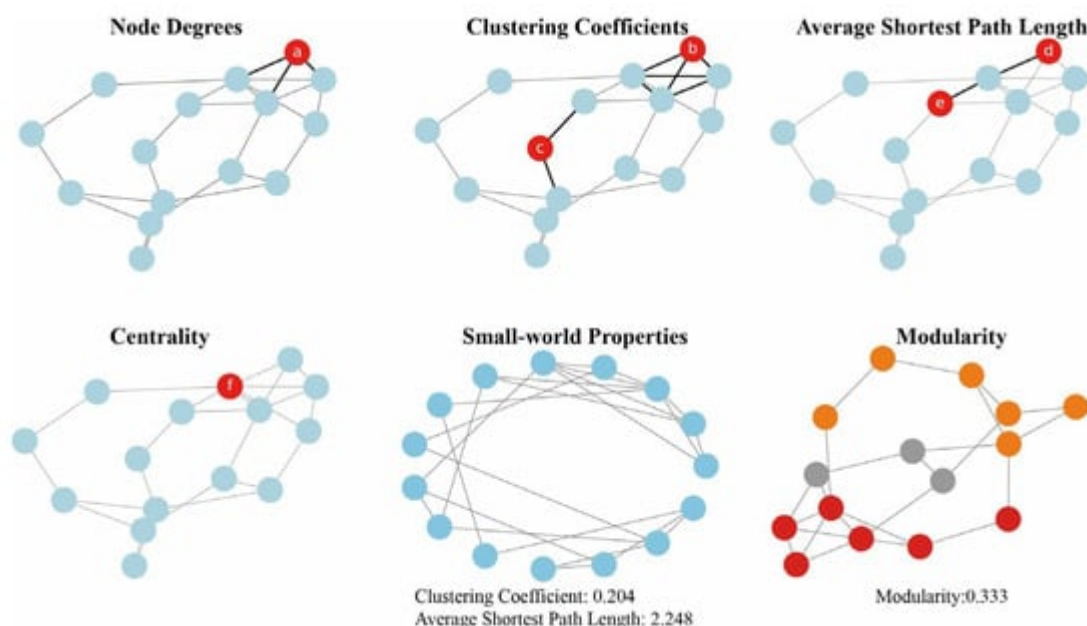 Node Degrees
Clustering Coefficients
Average Shortest Path Length
a
b
c
d
e
Centrality
Small-world Properties
Modularity
f
Clustering Coefficient: 0.204
Average Shortest Path Length: 2.248
Modularity:0.333